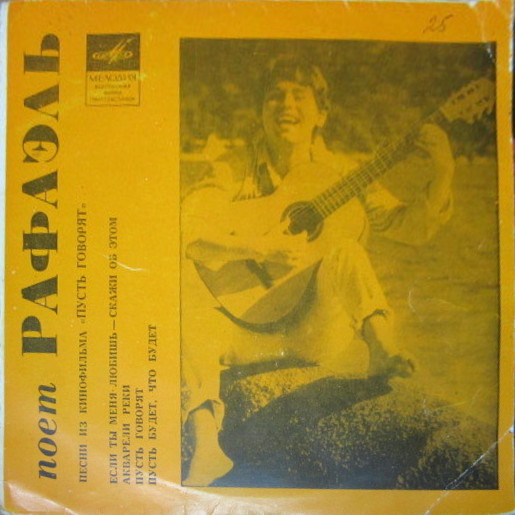 поет РАФАЭЛЬ
ПЕСНИ ИЗ КИНОФИЛЬМА «ПУСТЬ ГОВОРЯТ»
ЕСЛИ ТЫ МЕНЯ ЛЮБИШЬ — СКАЖИ ОБ ЭТОМ
АКВАРЕЛИ РЕКИ
ПУСТЬ ГОВОРЯТ
ПУСТЬ БУДЕТ, ЧТО БУДЕТ
МЕЛОДИЯ
25